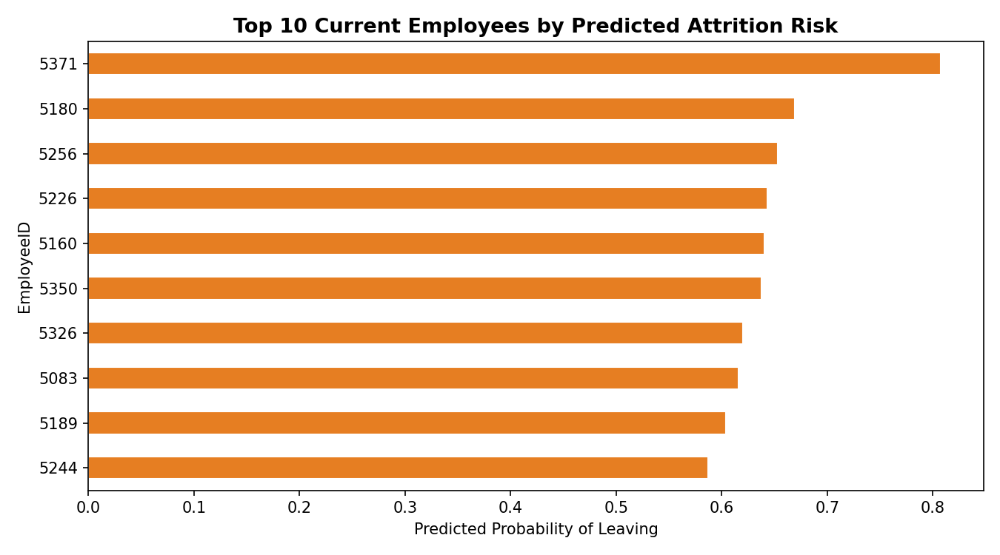 Top 10 Current Employees by Predicted Attrition Risk
EmployeeID
5371
5180
5256
5226
5160
5350
5326
5083
5189
5244
0.0 0.1 0.2 0.3 0.4 0.5 0.6 0.7 0.8
Predicted Probability of Leaving